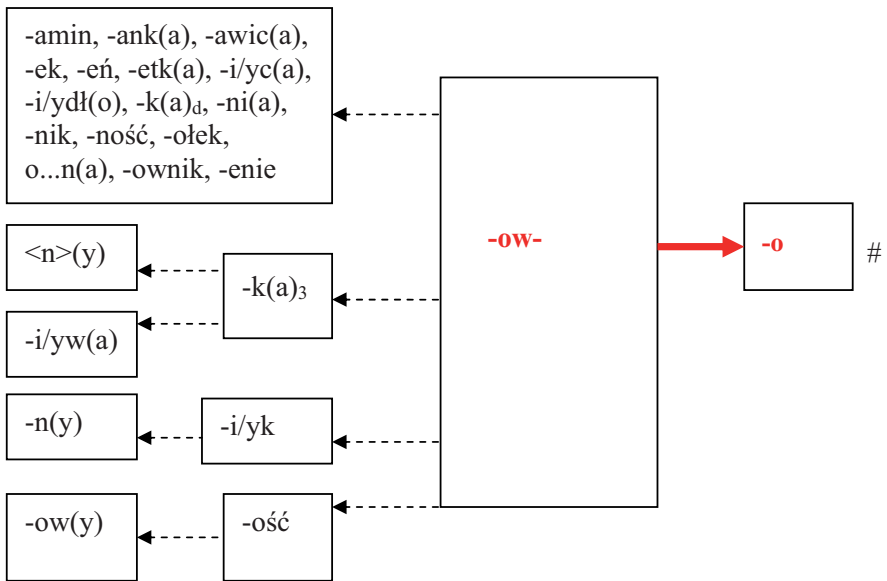 -amin, -ank(a), -awic(a),
-ek, -eń, -etk(a), -i/yc(a),
-i/ydł(o), -k(a)d, -ni(a),
-nik, -ność, -ołek,
o...n(a), -ownik, -enie
-ow-
-o
#
<n>(y)
-k(a)3
-i/yw(a)
-n(y)
-i/yk
-ow(y)
-ość